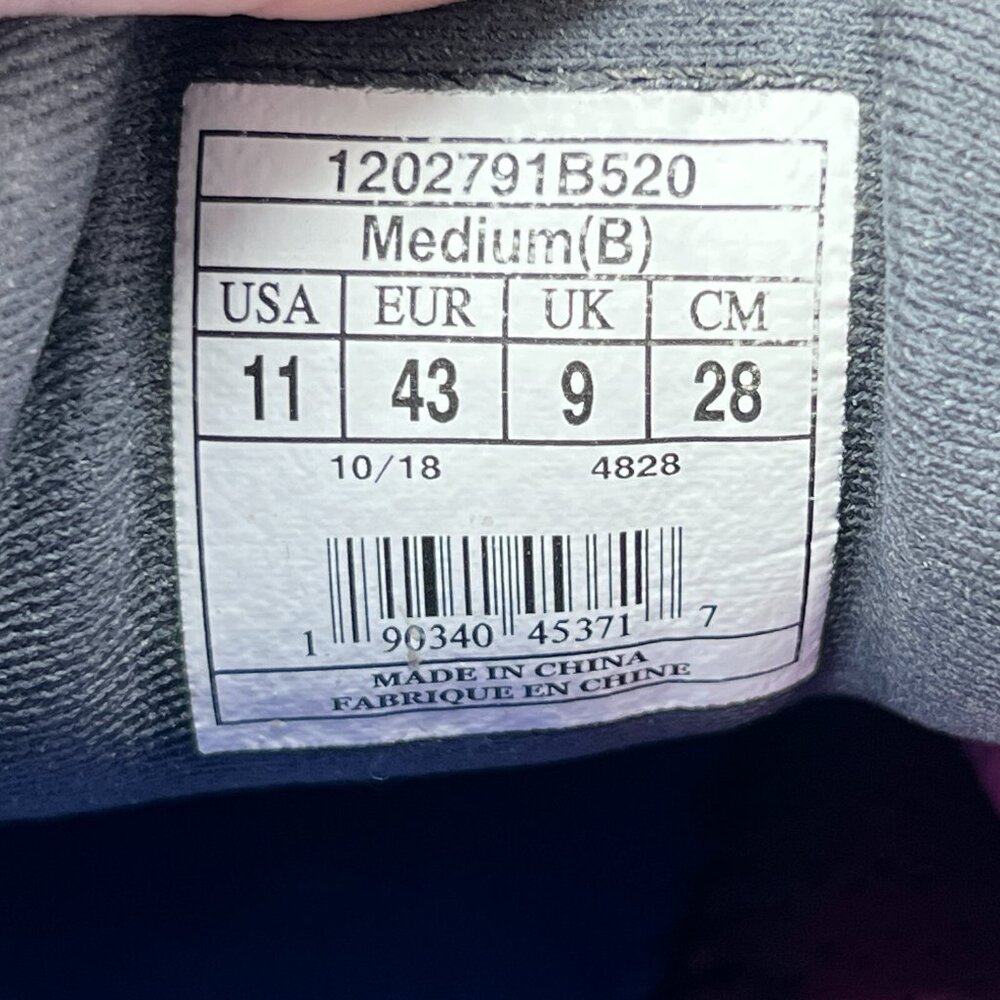 1202791B520
Medium(B)
USA EUR UK CM
11 43 9 28
10/18 4828
1 90340 45371 7
MADE IN CHINA
FABRIQUE EN CHINE